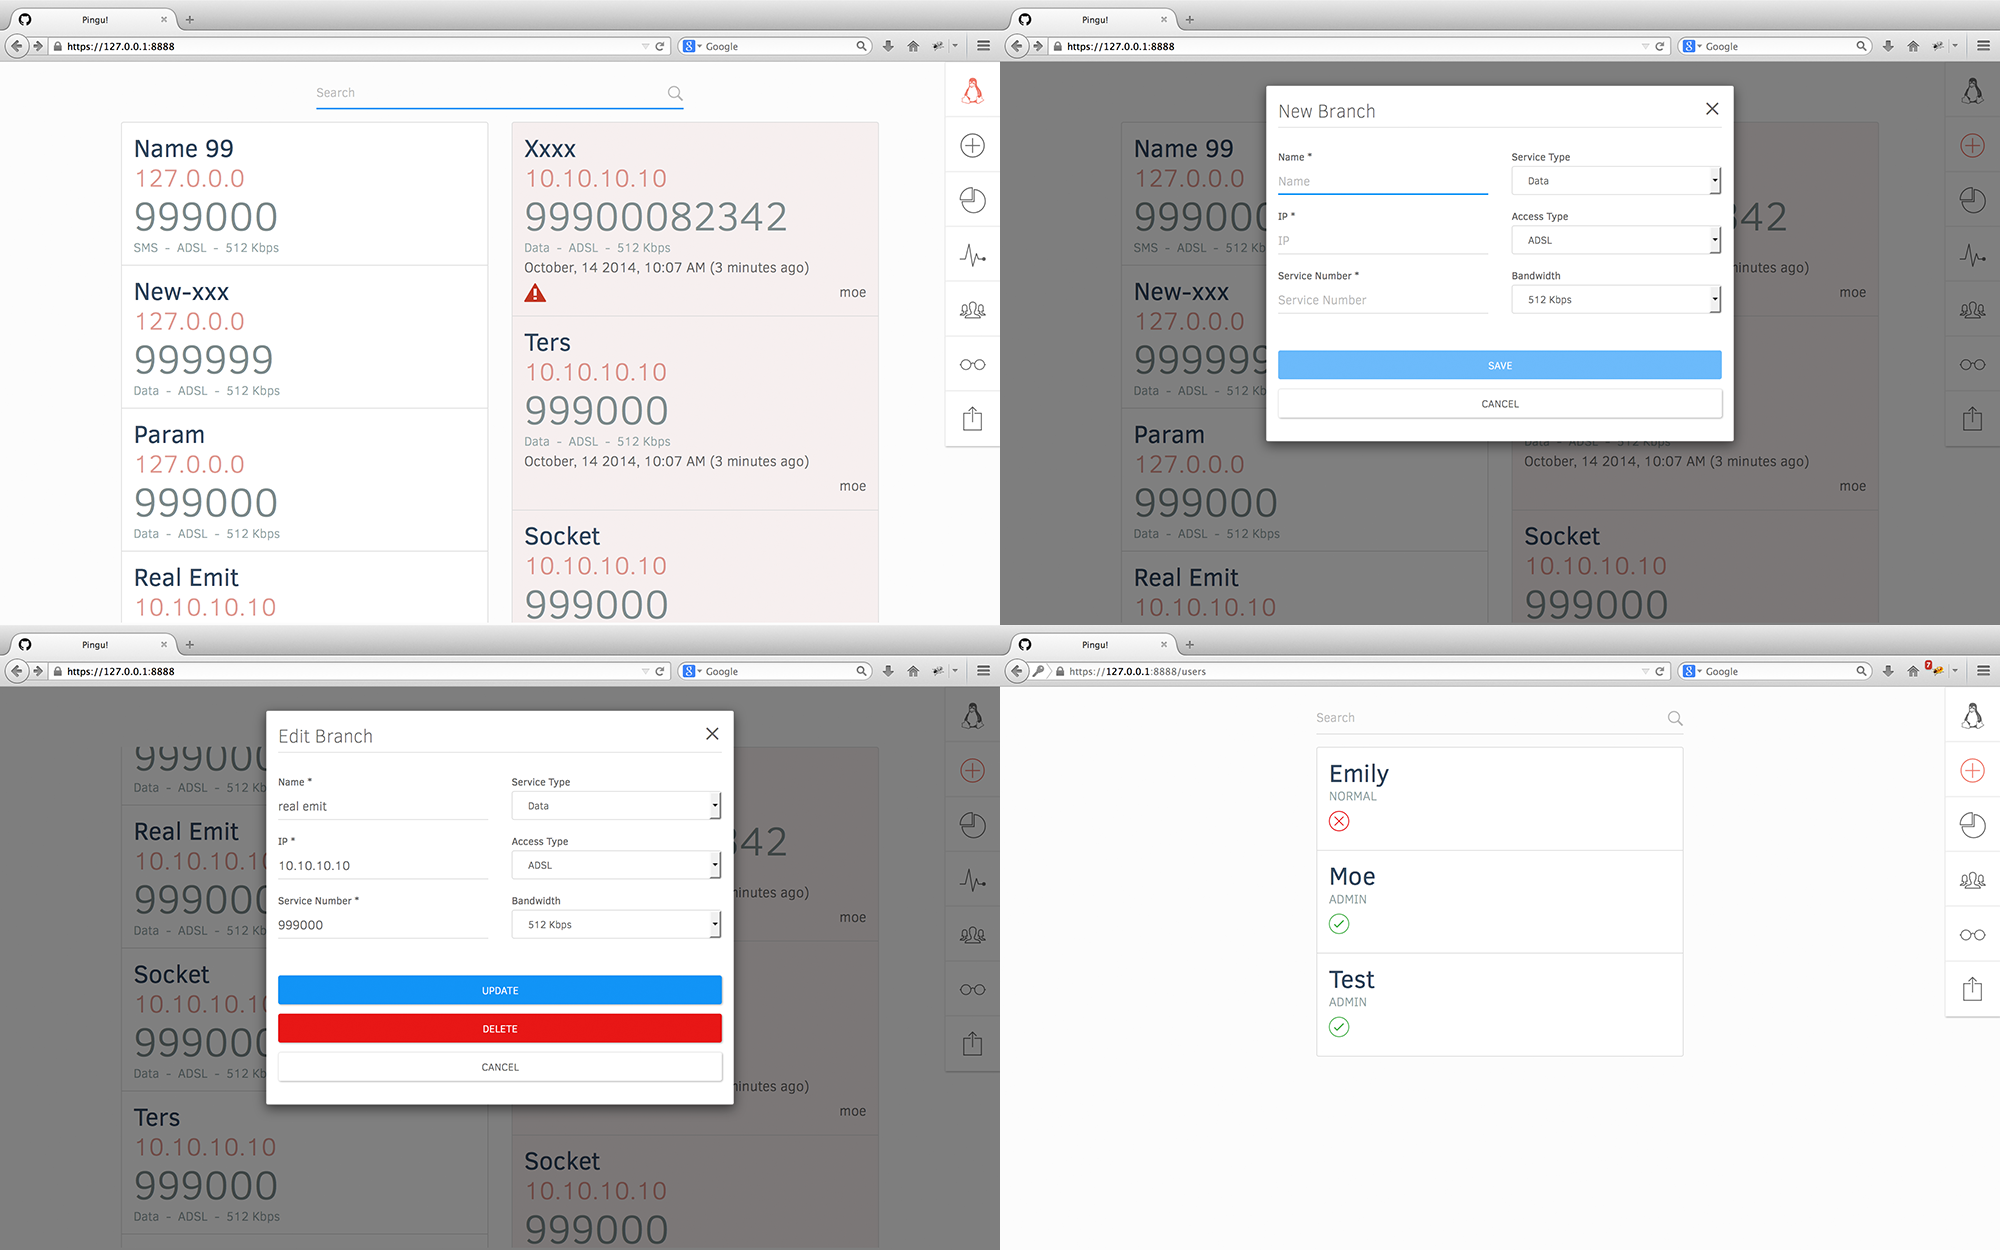 Pingu!
https://127.0.0.1:8888
Google
Search
Name 99
127.0.0.0
999000
SMS - ADSL - 512 Kbps
New-xxx
127.0.0.0
999999
Data - ADSL - 512 Kbps
Param
127.0.0.0
999000
Data - ADSL - 512 Kbps
Real Emit
10.10.10.10
Xxxx
10.10.10.10
99900082342
Data - ADSL - 512 Kbps
October, 14 2014, 10:07 AM (3 minutes ago)
moe
Ters
10.10.10.10
999000
Data - ADSL - 512 Kbps
October, 14 2014, 10:07 AM (3 minutes ago)
moe
Socket
10.10.10.10
999000
Pingu!
https://127.0.0.1:8888
Google
Name 99
127.0.0.0
99900
SMS - ADSL - 512 Kb
New-xxx
127.0.0.0
999999
Data - ADSL - 512 Kb
Param
127.0.0.0
999000
Data - ADSL - 512 Kbps
Real Emit
10.10.10.10
New Branch
Name *
Name
IP *
IP
Service Number *
Service Number
Service Type
Data
Access Type
ADSL
Bandwidth
512 Kbps
SAVE
CANCEL
342
minutes ago)
moe
Data - ADSL - 512 Kbps
October, 14 2014, 10:07 AM (3 minutes ago)
moe
Socket
10.10.10.10
999000
Pingu!
https://127.0.0.1:8888
Google
99900
Data - ADSL - 512 Kb
Real Emit
10.10.10.1
99900
Data - ADSL - 512 Kb
Socket
10.10.10.1
99900
Data - ADSL - 512 Kb
Ters
10.10.10.10
999000
Data - ADSL - 512 Kbps
Edit Branch
Name *
real emit
IP *
10.10.10.10
Service Number *
999000
Service Type
Data
Access Type
ADSL
Bandwidth
512 Kbps
UPDATE
DELETE
CANCEL
342
minutes ago)
moe
minutes ago)
moe
Socket
10.10.10.10
999000
Pingu!
https://127.0.0.1:8888/users
Google
7
Search
Emily
NORMAL
Moe
ADMIN
Test
ADMIN